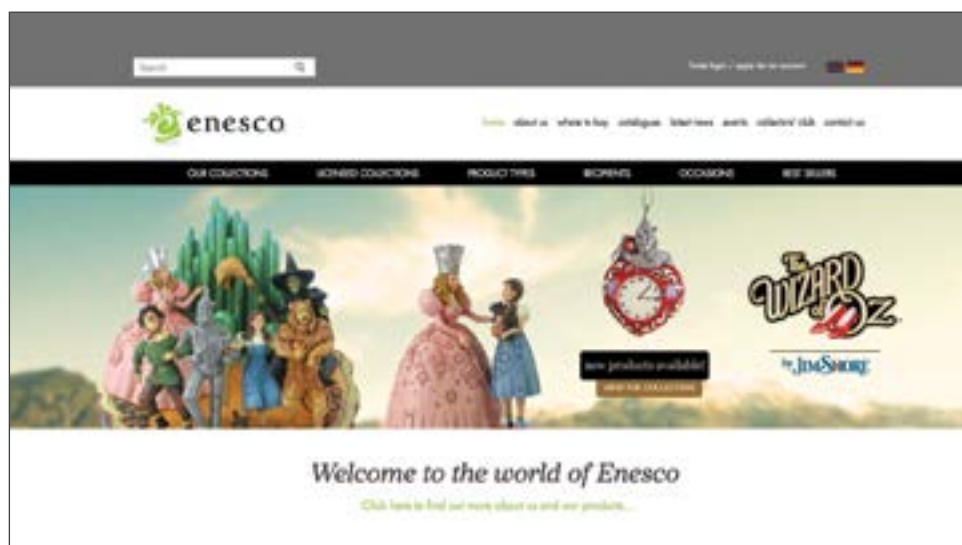 Search
trade login / apply for an account
enesco
home about us where to buy catalogues latest news events collectors' club contact us
OUR COLLECTIONS LICENSED COLLECTIONS PRODUCT TYPES RECIPIENTS OCCASIONS BEST SELLERS
The
WIZARD
of OZ
new products available!
VIEW THE COLLECTION
by JIM SHORE
Welcome to the world of Enesco
Click here to find out more about us and our products...